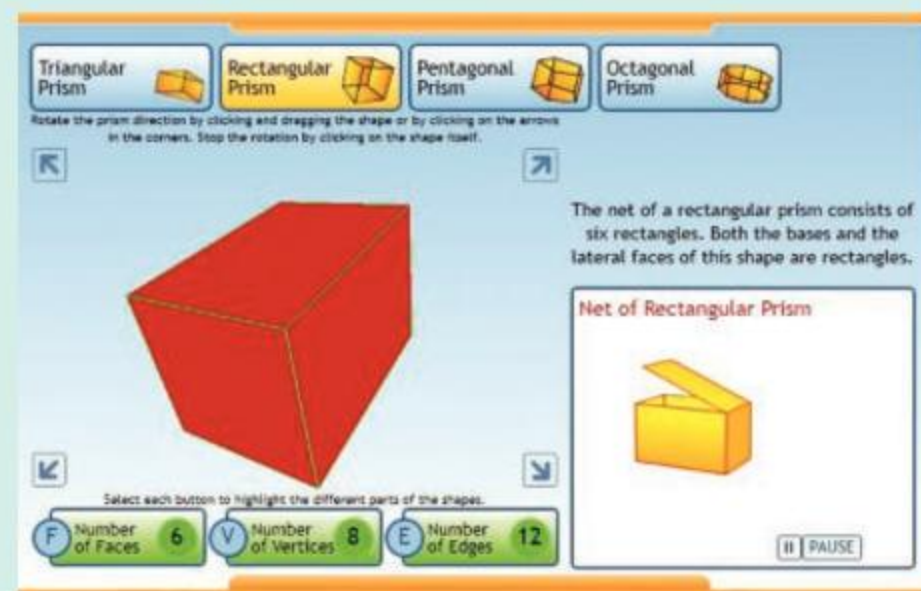 Triangular
Prism
Rectangular
Prism
Pentagonal
Prism
Octagonal
Prism
Rotate the prism direction by clicking and dragging the shape or by clicking on the arrows
in the corners. Stop the rotation by clicking on the shape itself.
The net of a rectangular prism consists of
six rectangles. Both the bases and the
lateral faces of this shape are rectangles.
Net of Rectangular Prism
Select each button to highlight the different parts of the shapes.
F Number
of Faces 6
V Number
of Vertices 8
E Number
of Edges 12
PAUSE